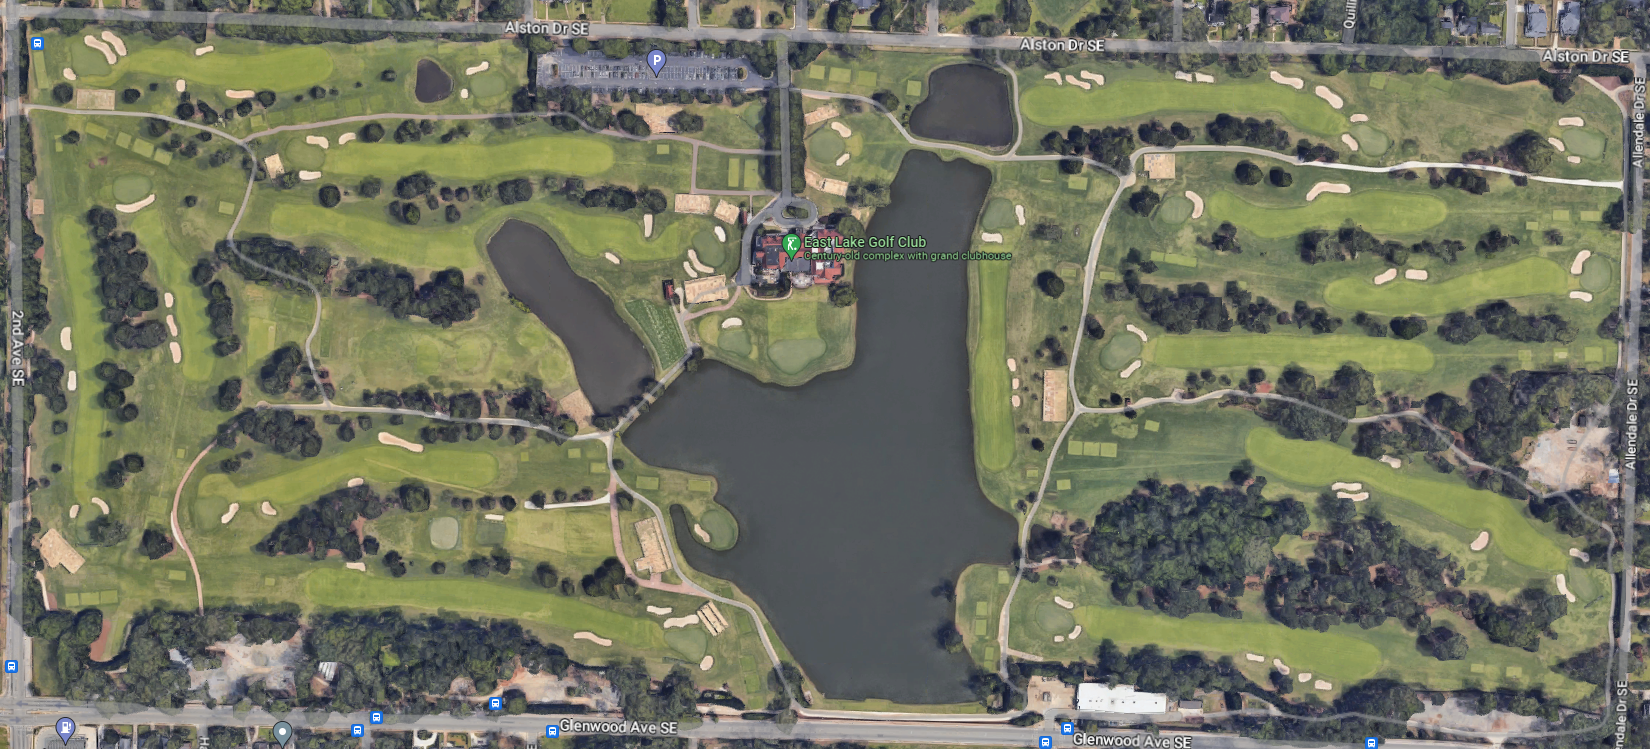 Alston Dr SE
Alston Dr SE
Alston Dr SE
P
Allendale Dr SE
East Lake Golf Club
Century-old complex with grand clubhouse
2nd Ave SE
Allendale Dr SE
Glenwood Ave SE
Glenwood Ave SE